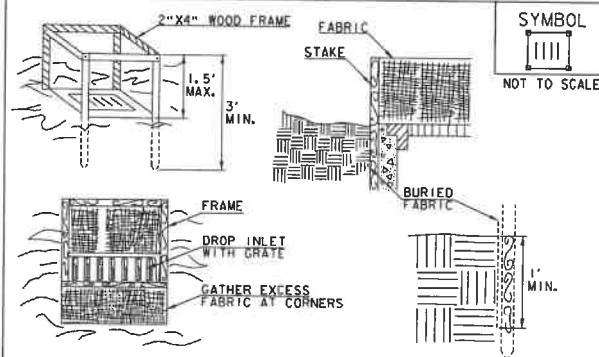 2"X4" WOOD FRAME
1.5'
MAX.
3'
MIN.
FABRIC
STAKE
SYMBOL
NOT TO SCALE
FRAME
DROP INLET
WITH GRATE
GATHER EXCESS
FABRIC AT CORNERS
BURIED
FABRIC
1'
MIN.